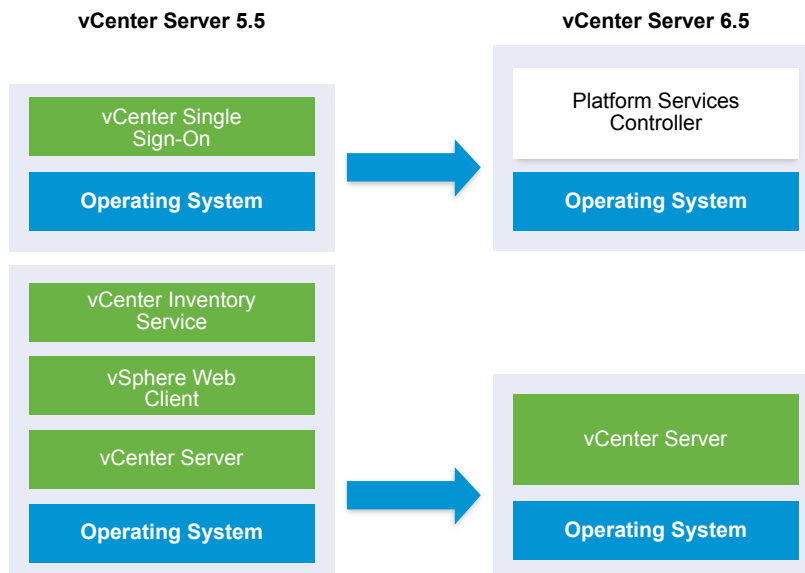 vCenter Server 5.5
vCenter Server 6.5
vCenter Single
Sign-On
Operating System
Platform Services
Controller
Operating System
vCenter Inventory
Service
vSphere Web
Client
vCenter Server
Operating System
vCenter Server
Operating System